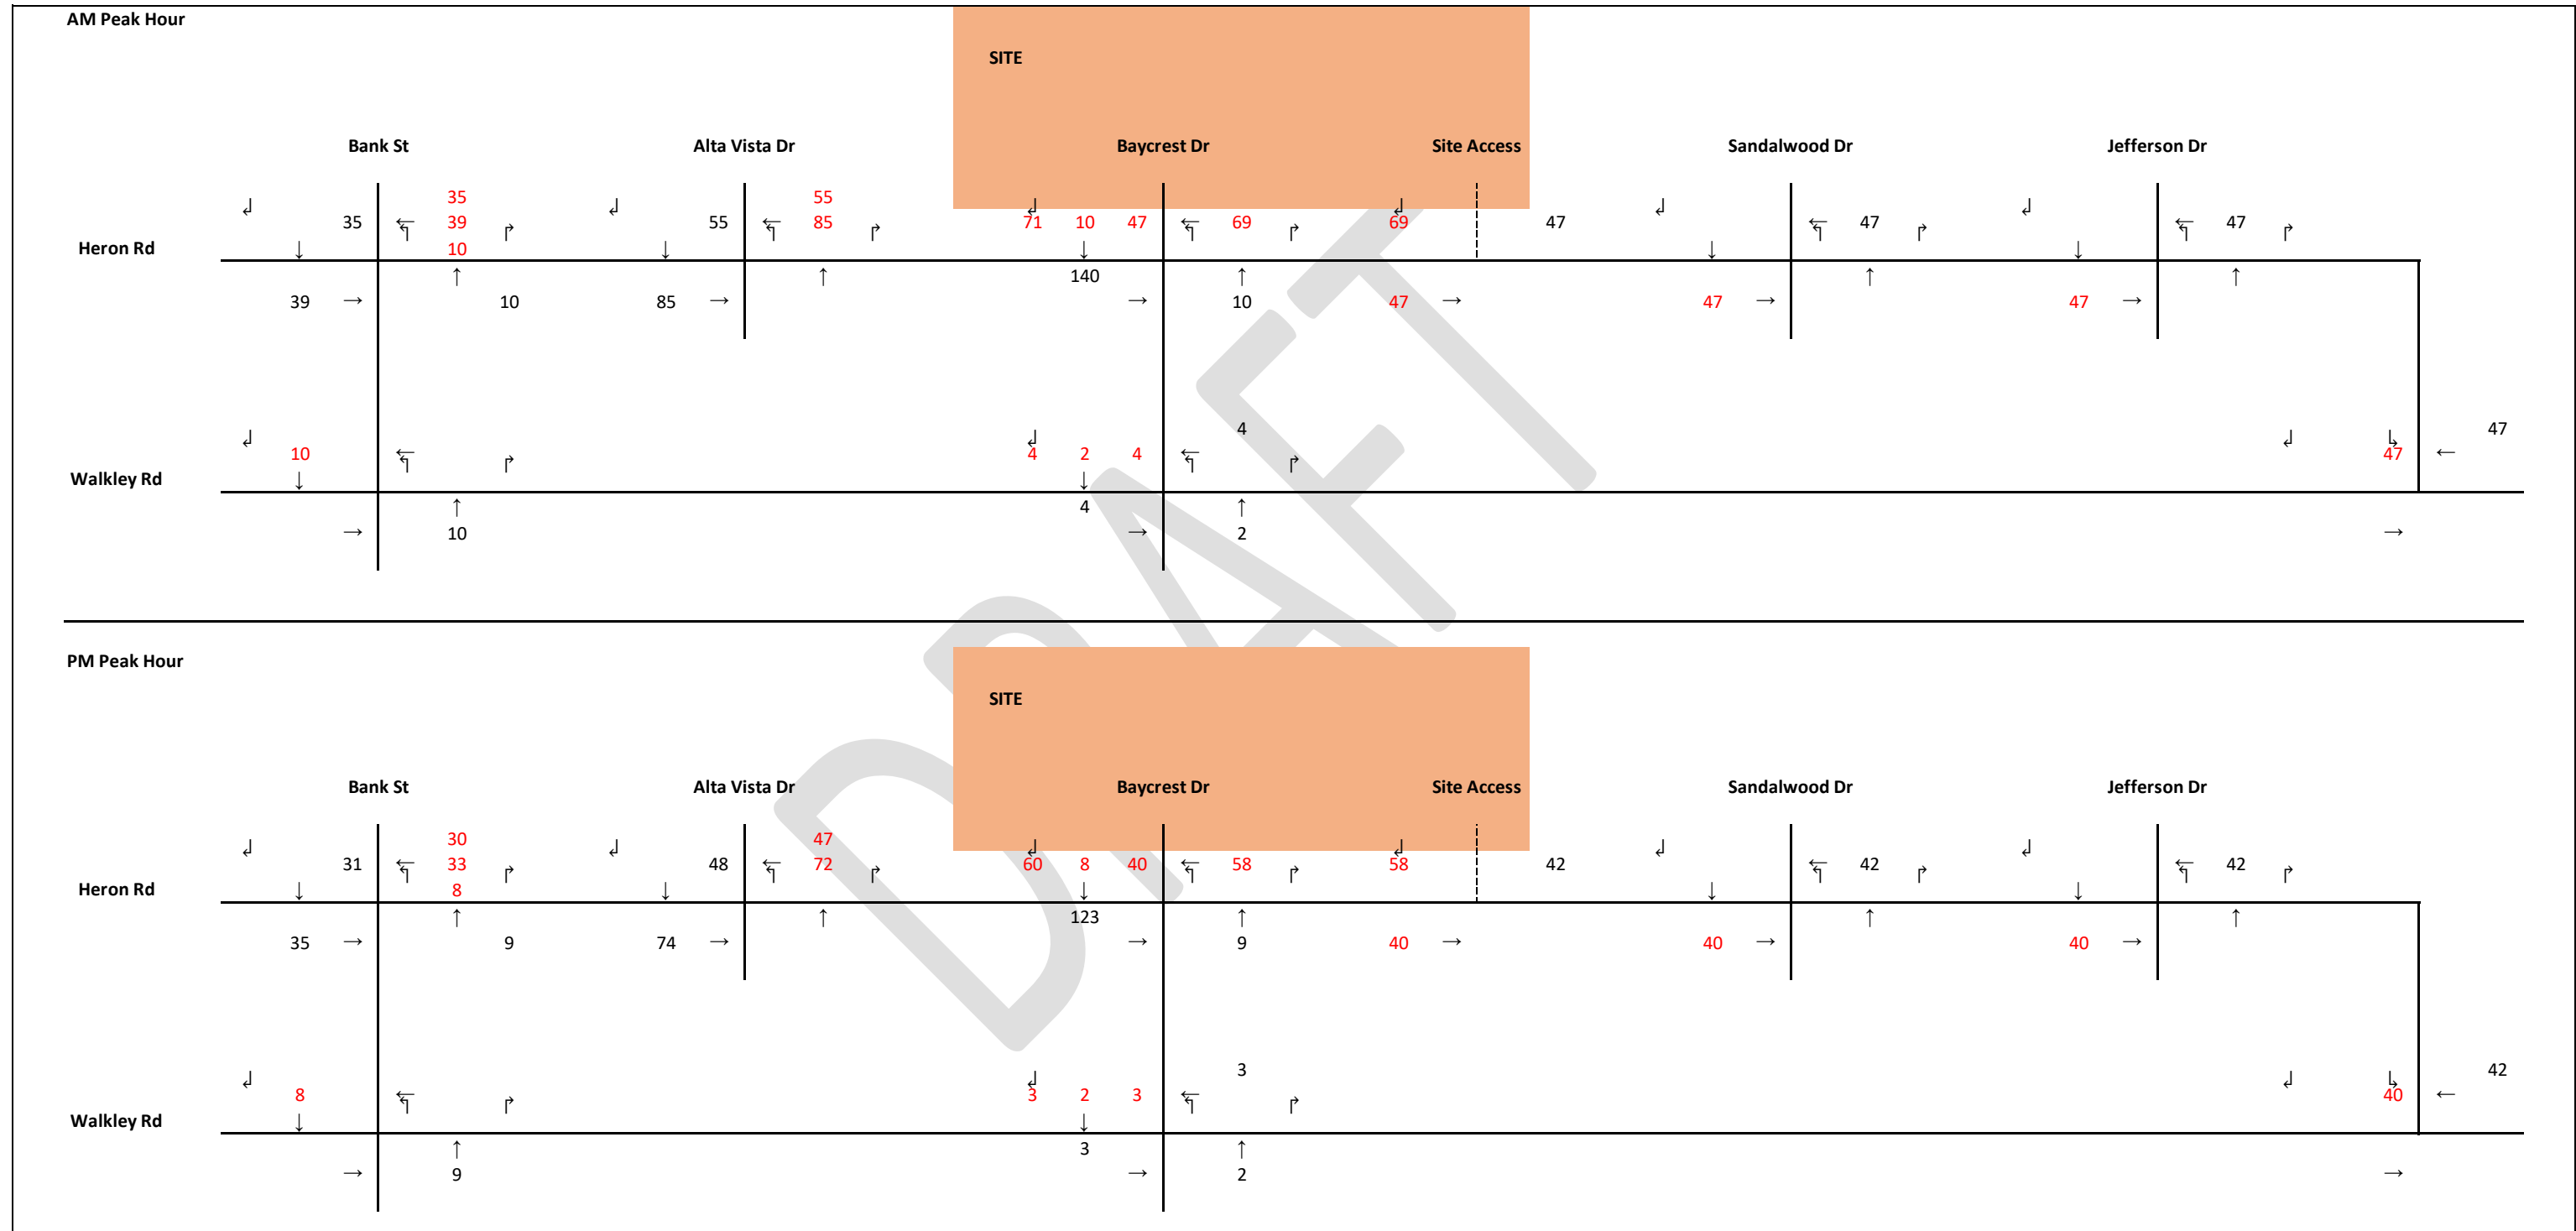 AM Peak Hour
SITE
Bank St Alta Vista Dr Baycrest Dr Site Access Sandalwood Dr Jefferson Dr
35 55
35 39 55 85 71 10 47 69 69 47 47 47
Heron Rd 10
140
39 10 85 10 47 47 47
4 47
10 4 2 4 47
Walkley Rd
4
10 2
DRAFT
PM Peak Hour
SITE
Bank St Alta Vista Dr Baycrest Dr Site Access Sandalwood Dr Jefferson Dr
30 47
31 33 48 72 60 8 40 58 58 42 42 42
Heron Rd 8
123
35 9 74 9 40 40 40
3 42
8 3 2 3 40
Walkley Rd
3
9 2